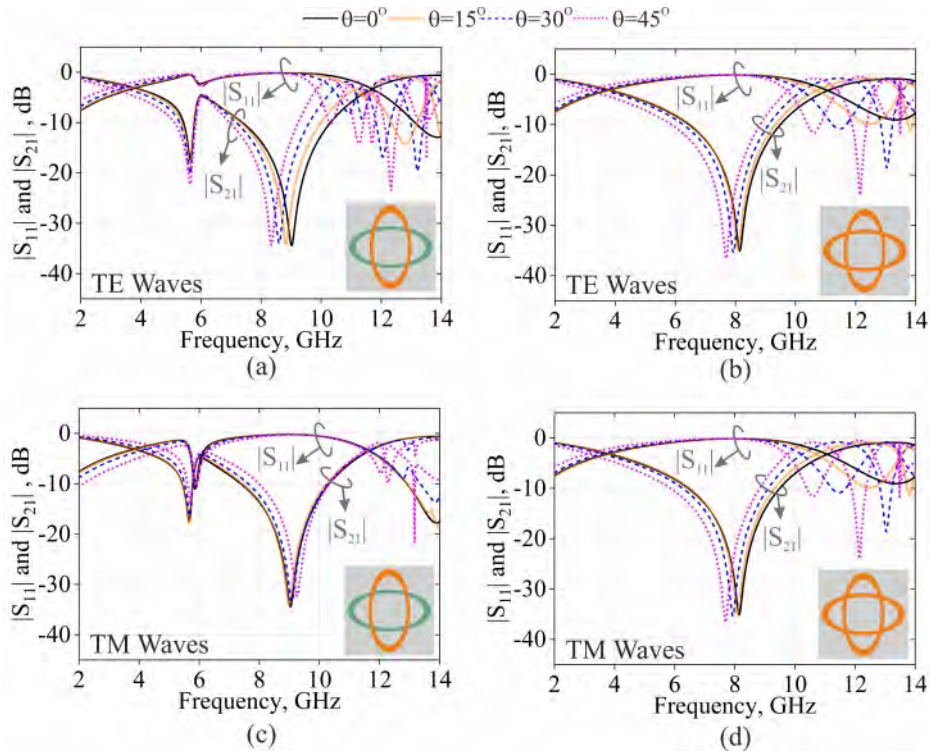 θ=0° θ=15° θ=30° θ=45°
|S11| and |S21| , dB
0
-10
-20
-30
-40
|S11|
|S21|
TE Waves
2 4 6 8 10 12 14
Frequency, GHz
(a)
|S11| and |S21|, dB
0
-10
-20
-30
-40
|S11|
|S21|
TE Waves
2 4 6 8 10 12 14
Frequency, GHz
(b)
|S11| and |S21| , dB
0
-10
-20
-30
-40
|S11|
|S21|
TM Waves
2 4 6 8 10 12 14
Frequency, GHz
(c)
|S11| and |S21|, dB
0
-10
-20
-30
-40
|S11|
|S21|
TM Waves
2 4 6 8 10 12 14
Frequency, GHz
(d)